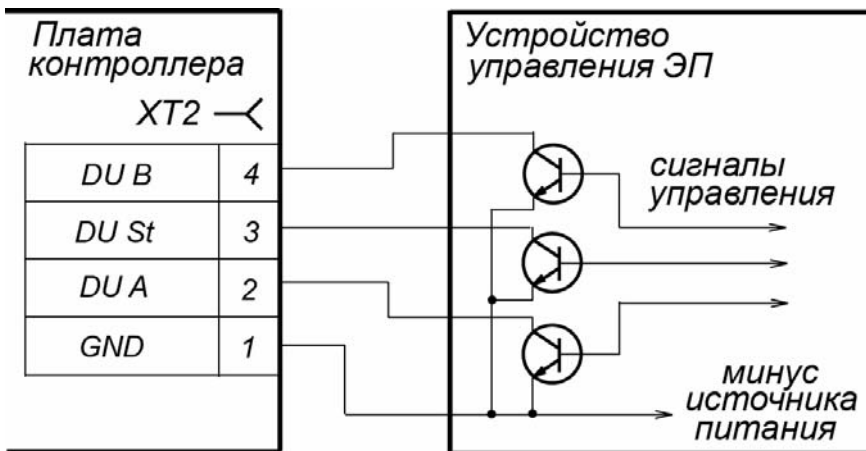 Плата
контроллера
XT2
DU B 4
DU St 3
DU A 2
GND 1
Устройство
управления ЭП
сигналы
управления
минус
источника
питания